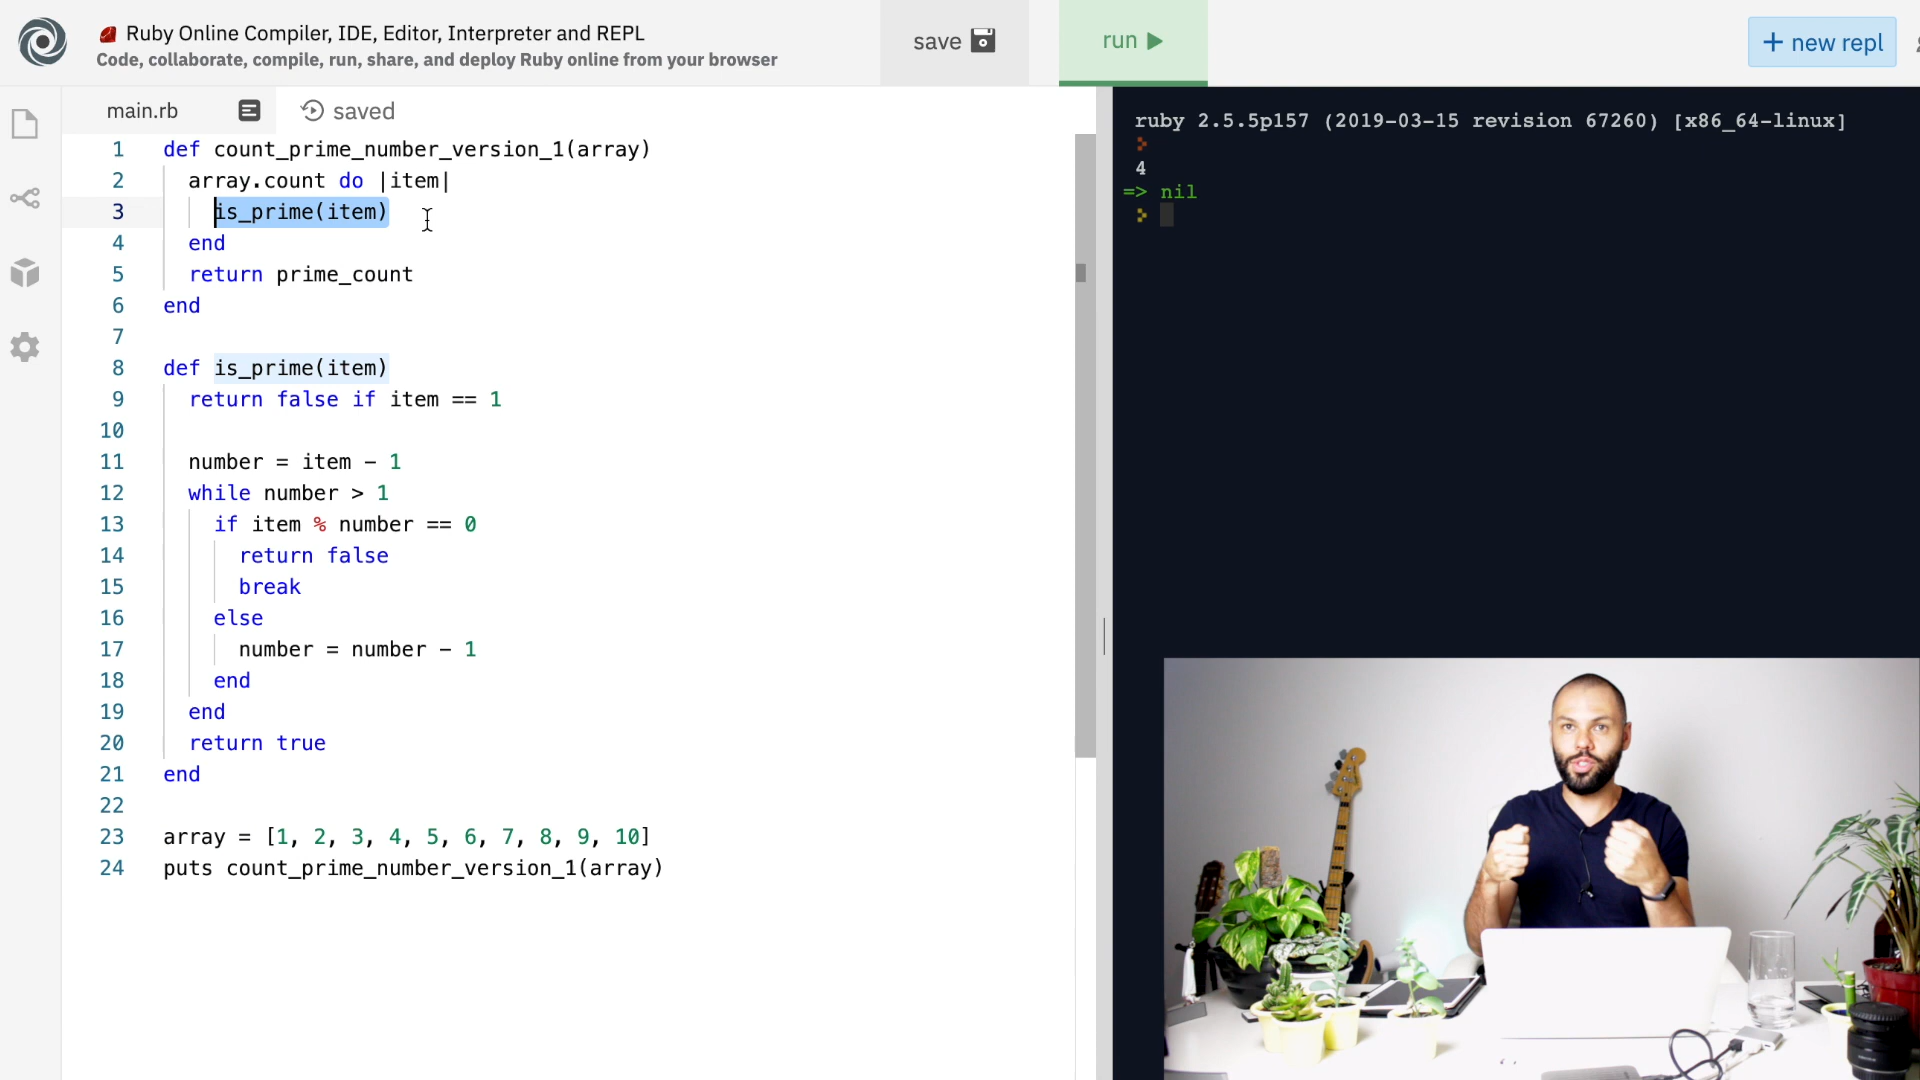 Ruby Online Compiler, IDE, Editor, Interpreter and REPL
Code, collaborate, compile, run, share, and deploy Ruby online from your browser
save
run
+ new repl
main.rb
saved
1 def count_prime_number_version_1(array)
2 array.count do |item|
3 is_prime(item)
4 end
5 return prime_count
6 end
7
8 def is_prime(item)
9 return false if item == 1
10
11 number = item - 1
12 while number > 1
13 if item % number == 0
14 return false
15 break
16 else
17 number = number - 1
18 end
19 end
20 return true
21 end
22
23 array = [1, 2, 3, 4, 5, 6, 7, 8, 9, 10]
24 puts count_prime_number_version_1(array)
ruby 2.5.5p157 (2019-03-15 revision 67260) [x86_64-linux]
4
=> nil